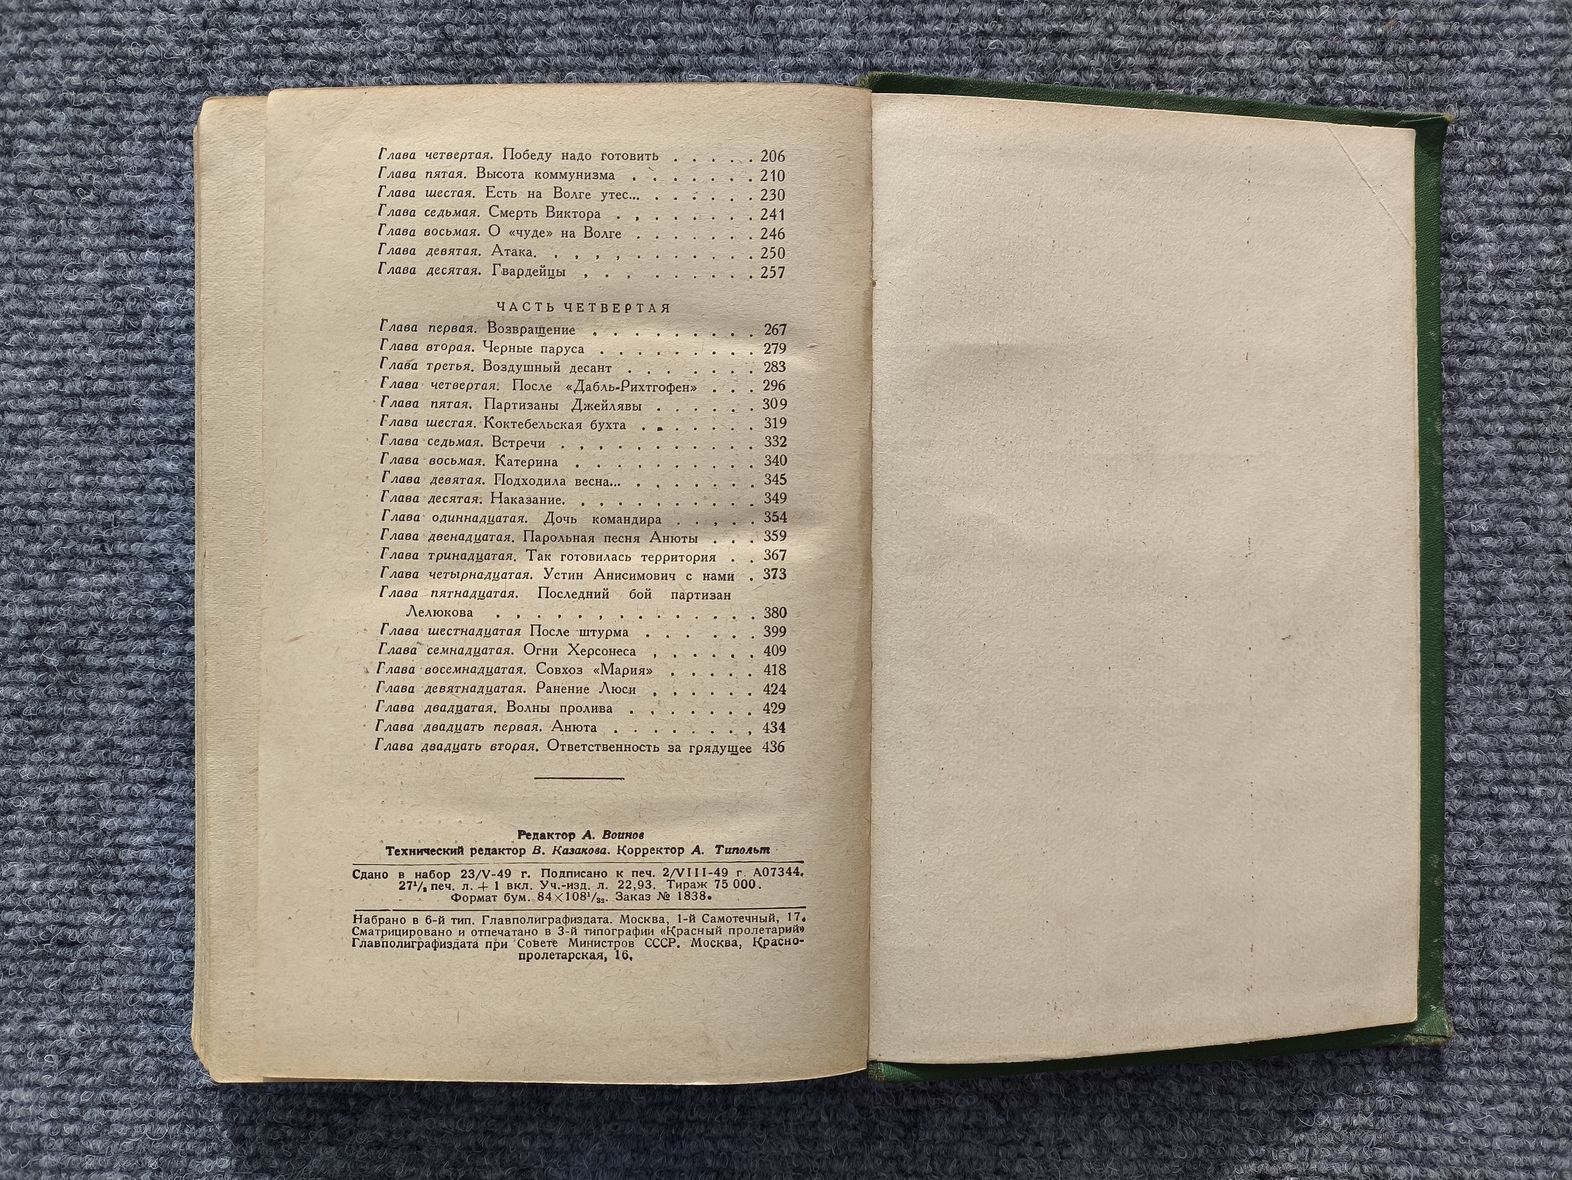 Глава четвертая. Победу надо готовить . . . . . 206
Глава пятая. Высота коммунизма . . . . . . . 210
Глава шестая. Есть на Волге утес... . . . . . . 230
Глава седьмая. Смерть Виктора . . . . . . . . 241
Глава восьмая. О «чуде» на Волге . . . . . . . 246
Глава девятая. Атака. . . . . . . . . . . . 250
Глава десятая. Гвардейцы . . . . . . . . . 257
ЧАСТЬ ЧЕТВЕРТАЯ
Глава первая. Возвращение . . . . . . . . . 267
Глава вторая. Черные паруса . . . . . . . . . 279
Глава третья. Воздушный десант . . . . . . . 283
Глава четвертая. После «Дабль-Рихтгофен» . . . 296
Глава пятая. Партизаны Джейлявы . . . . . . 309
Глава шестая. Коктебельская бухта . . . . . . 319
Глава седьмая. Встречи . . . . . . . . . . . 332
Глава восьмая. Катерина . . . . . . . . . . 340
Глава девятая. Подходила весна... . . . . . . . 345
Глава десятая. Наказание. . . . . . . . . . 349
Глава одиннадцатая. Дочь командира . . . . . 354
Глава двенадцатая. Парольная песня Анюты . . . 359
Глава тринадцатая. Так готовилась территория . . 367
Глава четырнадцатая. Устин Анисимович с нами . 373
Глава пятнадцатая. Последний бой партизан
Лелюкова . . . . . . . . . . . . . . 380
Глава шестнадцатая После штурма . . . . . . 399
Глава семнадцатая. Огни Херсонеса . . . . . . 409
Глава восемнадцатая. Совхоз «Мария» . . . . . 418
Глава девятнадцатая. Ранение Люси . . . . . . 424
Глава двадцатая. Волны пролива . . . . . . . 429
Глава двадцать первая. Анюта . . . . . . . . 434
Глава двадцать вторая. Ответственность за грядущее 436
Редактор А. Воинов
Технический редактор В. Казакова. Корректор А. Типольт
Сдано в набор 23/V-49 г. Подписано к печ. 2/VIII-49 г. А07344.
27¹/₈ печ. л. + 1 вкл. Уч.-изд. л. 22,93. Тираж 75 000.
Формат бум. 84×108¹/₃₂. Заказ № 1838.
Набрано в 6-й тип. Главполиграфиздата. Москва, 1-й Самотечный, 17.
Сматрицировано и отпечатано в 3-й типографии «Красный пролетарий»
Главполиграфиздата при Совете Министров СССР. Москва, Красно-
пролетарская, 16.